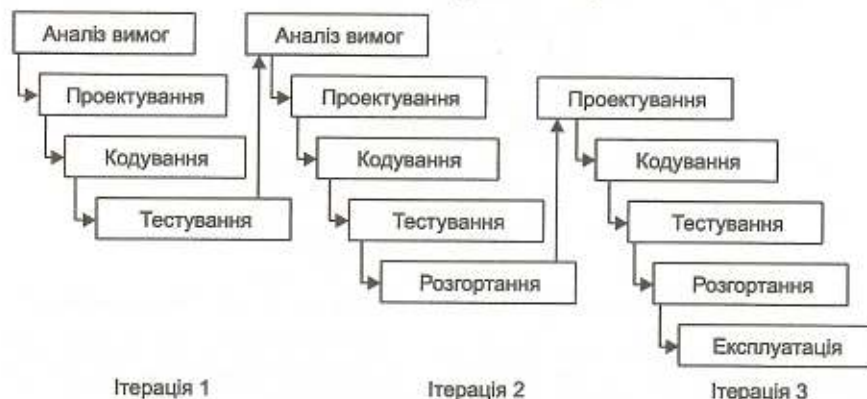 Аналіз вимог
Проектування
Кодування
Тестування
Аналіз вимог
Проектування
Кодування
Тестування
Розгортання
Проектування
Кодування
Тестування
Розгортання
Експлуатація
Ітерація 1
Ітерація 2
Ітерація 3